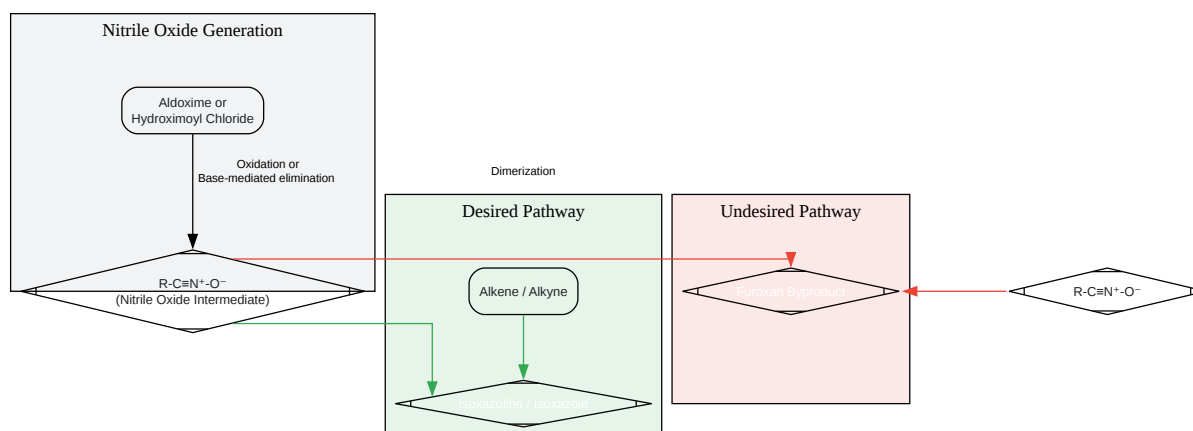 Nitrile Oxide Generation
Aldoxime or
Hydroximoyl Chloride
Oxidation or
Base-mediated elimination
R-C≡N⁺-O⁻
(Nitrile Oxide Intermediate)
Dimerization
Desired Pathway
Alkene / Alkyne
Isoxazoline / Isoxazole
Undesired Pathway
Furoxan Byproduct
R-C≡N⁺-O⁻